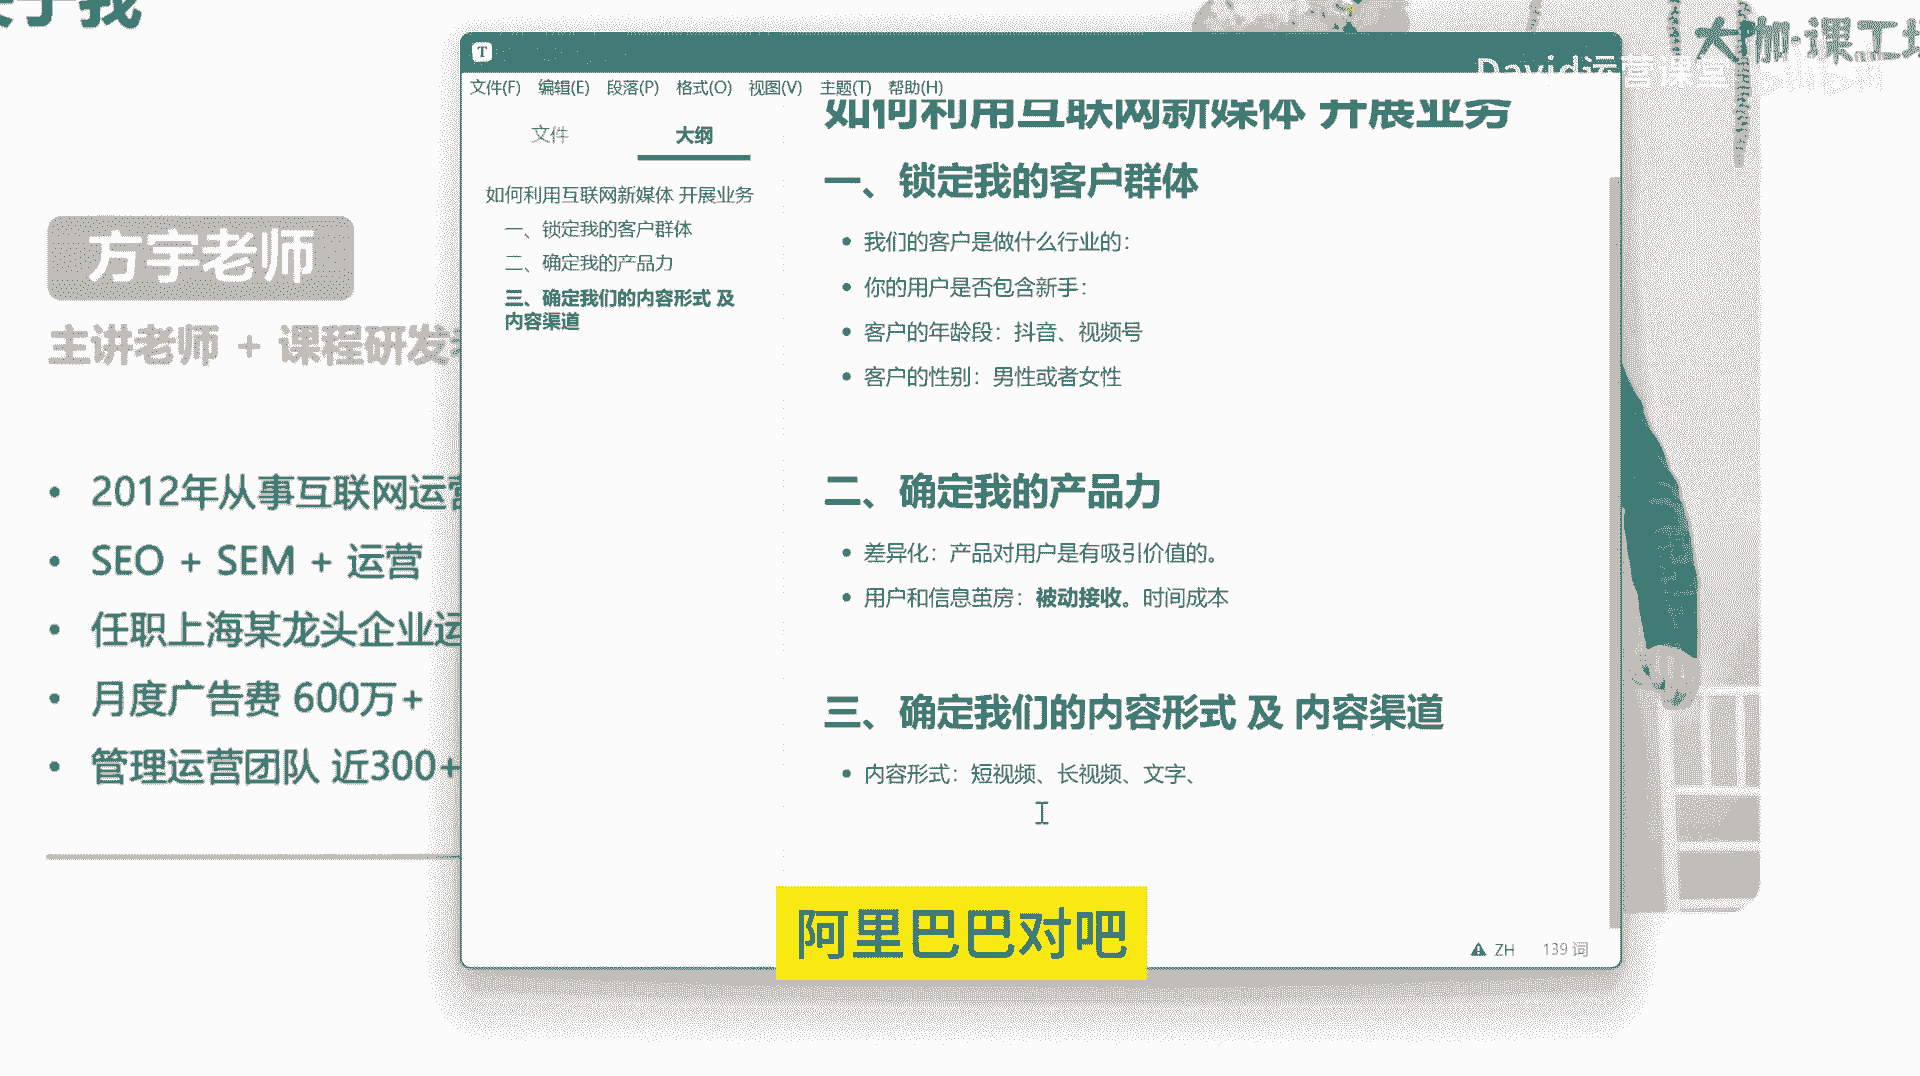 关于我
大咖·课工场
David运营课堂
bilibili
文件(F) 编辑(E) 段落(P) 格式(O) 视图(V) 主题(T) 帮助(H)
文件 大纲
如何利用互联网新媒体 开展业务
一、锁定我的客户群体
二、确定我的产品力
三、确定我们的内容形式 及
内容渠道
如何利用互联网新媒体 开展业务
一、锁定我的客户群体
我们的客户是做什么行业的：
你的用户是否包含新手：
客户的年龄段：抖音、视频号
客户的性别：男性或者女性
二、确定我的产品力
差异化：产品对用户是有吸引价值的。
用户和信息茧房：被动接收。时间成本
三、确定我们的内容形式 及 内容渠道
内容形式：短视频、长视频、文字、
ZH 139 词
方宇老师
主讲老师 + 课程研发
2012年从事互联网运营
SEO + SEM + 运营
任职上海某龙头企业运
月度广告费 600万+
管理运营团队 近300+
阿里巴巴对吧